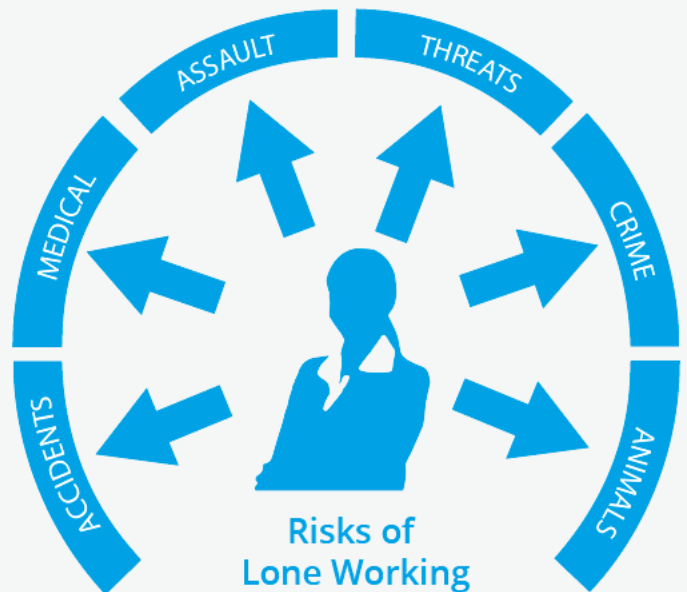 ASSAULT
THREATS
MEDICAL
CRIME
ACCIDENTS
ANIMALS
Risks of
Lone Working